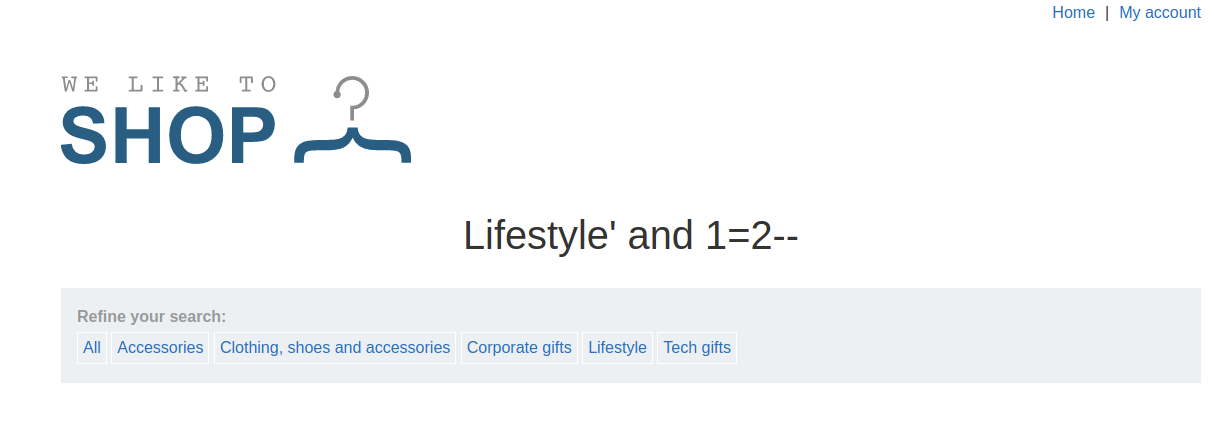 Home | My account
WE LIKE TO
SHOP
Lifestyle' and 1=2--
Refine your search:
All Accessories Clothing, shoes and accessories Corporate gifts Lifestyle Tech gifts